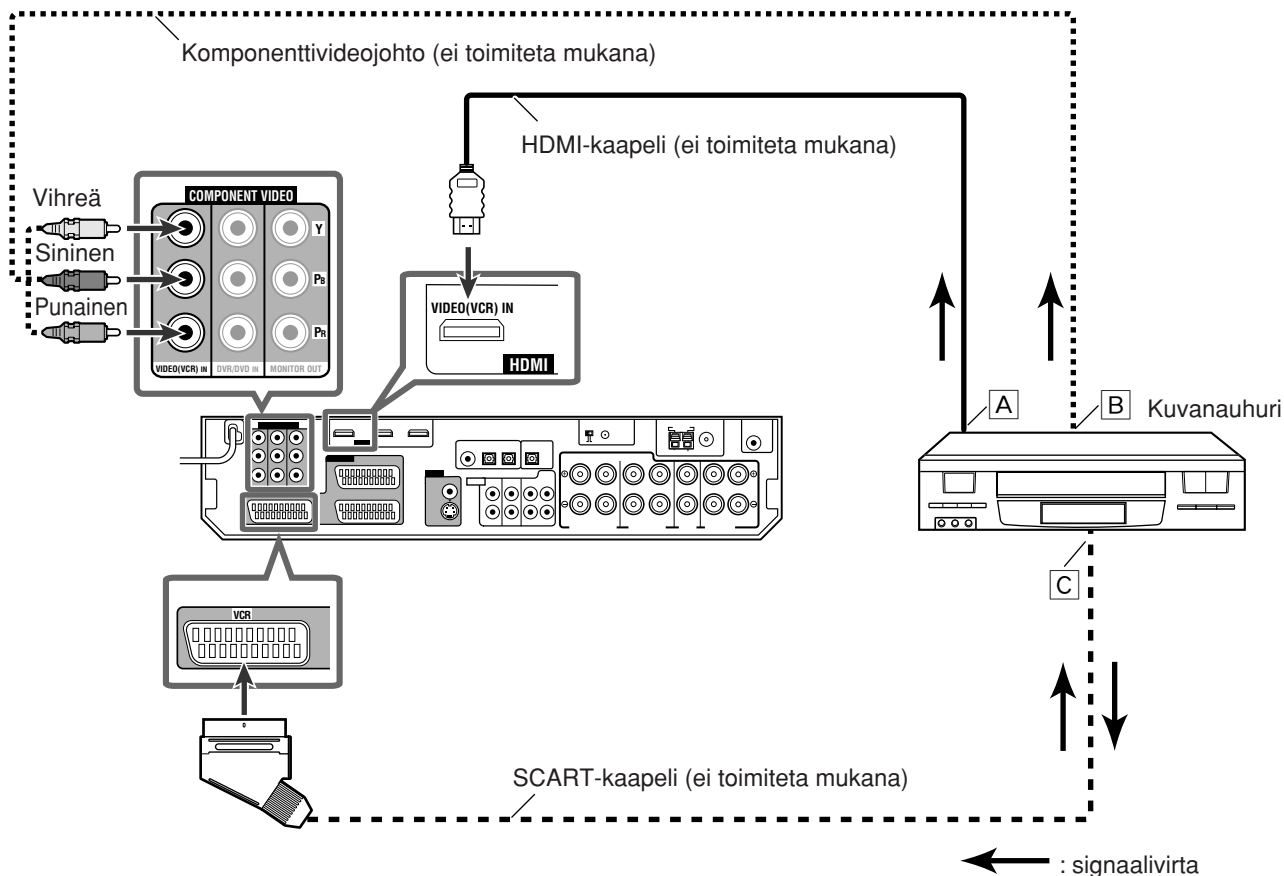 Komponenttivideojohto (ei toimiteta mukana)
HDMI-kaapeli (ei toimiteta mukana)
Vihreä
Sininen
Punainen
COMPONENT VIDEO
Y
PB
PR
VIDEO(VCR) IN
DVR/DVD IN
MONITOR OUT
VIDEO(VCR) IN
HDMI
A
B
Kuvanauhuri
C
VCR
SCART-kaapeli (ei toimiteta mukana)
: signaalivirta